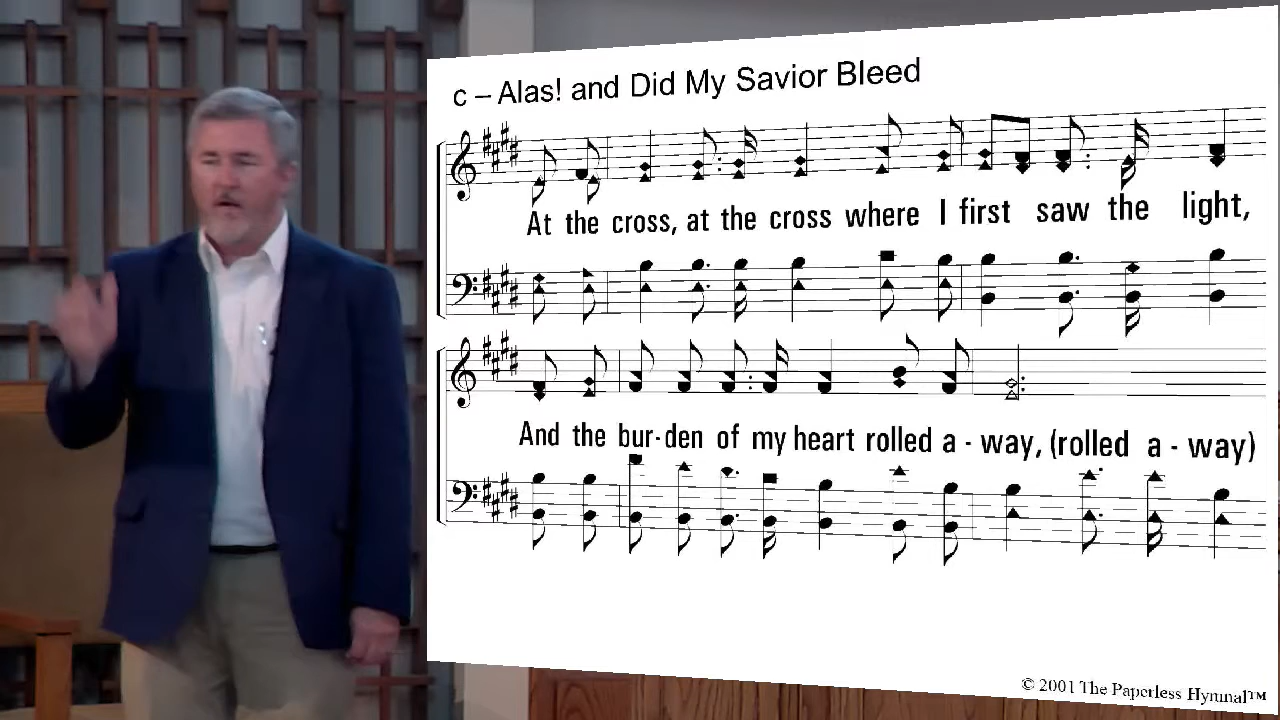 c – Alas! and Did My Savior Bleed
At the cross, at the cross where I first saw the light,
And the bur-den of my heart rolled a - way, (rolled a - way)
© 2001 The Paperless Hymnal™